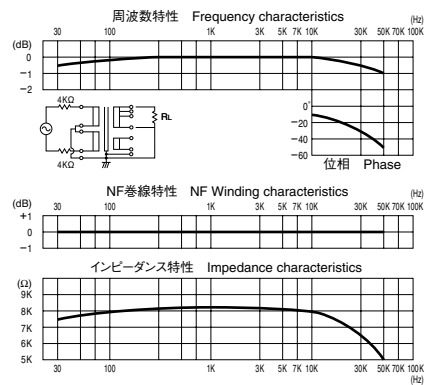 周波数特性 Frequency characteristics
(Hz)
30 100 1K 3K 5K 7K 10K 30K 50K 70K 100K
(dB)
0
−1
−2
4KΩ
RL
4KΩ
0°
−20
−40
−60
位相 Phase
NF巻線特性 NF Winding characteristics
(Hz)
(dB)
30 100 1K 3K 5K 7K 10K 30K 50K 70K 100K
+1
0
−1
インピーダンス特性 Impedance characteristics
(Ω)
9K
8K
7K
6K
5K
30 100 1K 3K 5K 7K 10K 30K 50K 70K 100K
(Hz)